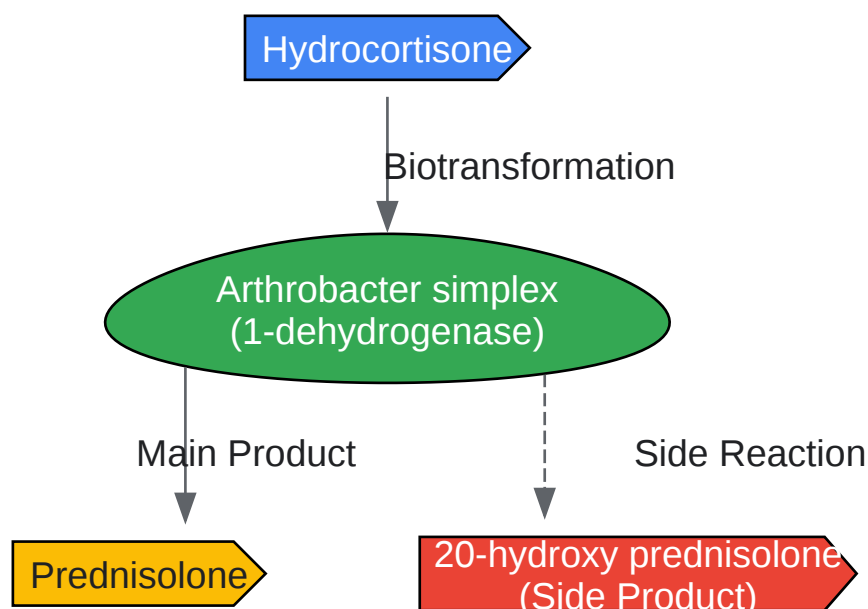 Hydrocortisone
Biotransformation
Arthrobacter simplex
(1-dehydrogenase)
Main Product
Side Reaction
Prednisolone
20-hydroxy prednisolone
(Side Product)